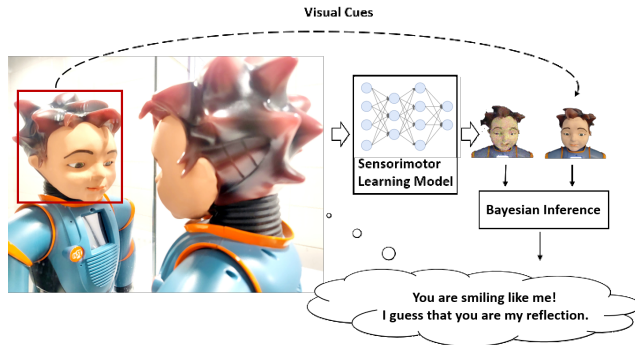 Visual Cues
Sensorimotor
Learning Model
Bayesian Inference
You are smiling like me!
I guess that you are my reflection.